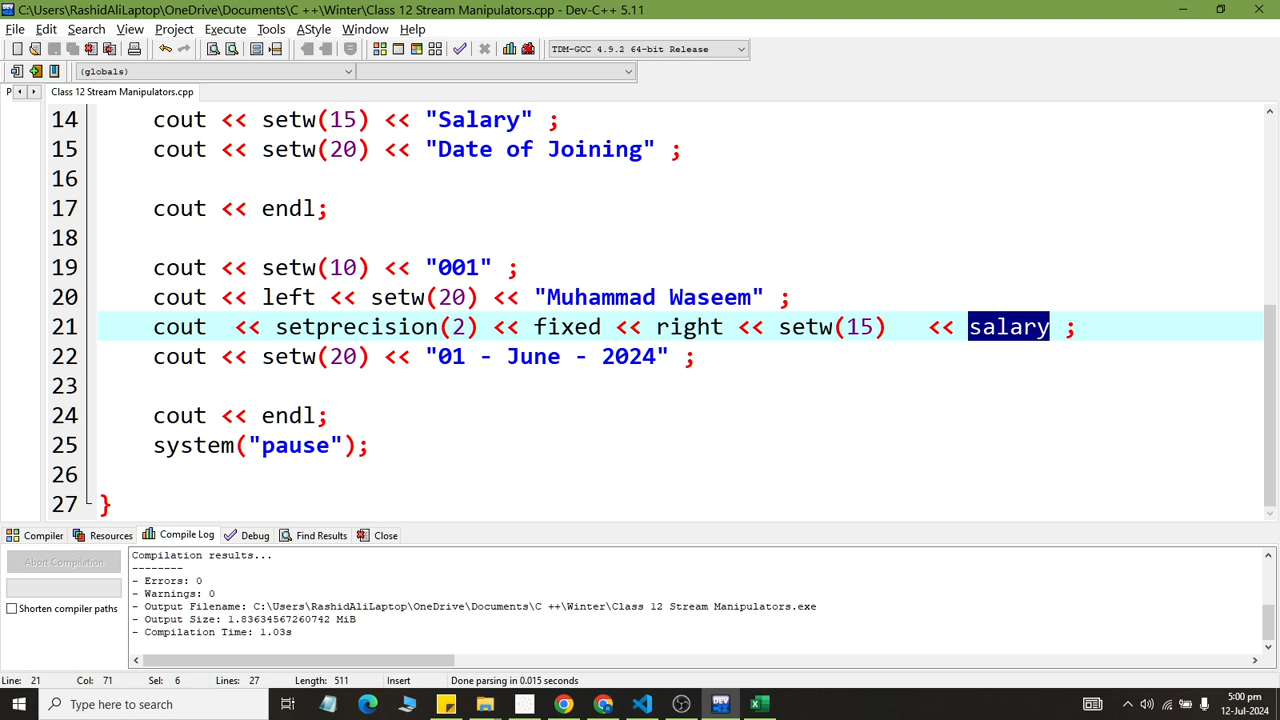 C:\Users\RashidAliLaptop\OneDrive\Documents\C ++\Winter\Class 12 Stream Manipulators.cpp - Dev-C++ 5.11
File Edit Search View Project Execute Tools AStyle Window Help
TDM-GCC 4.9.2 64-bit Release
(globals)
P Class 12 Stream Manipulators.cpp
14 cout << setw(15) << "Salary" ;
15 cout << setw(20) << "Date of Joining" ;
16
17 cout << endl;
18
19 cout << setw(10) << "001" ;
20 cout << left << setw(20) << "Muhammad Waseem" ;
21 cout  << setprecision(2) << fixed << right << setw(15)   << salary ;
22 cout << setw(20) << "01 - June - 2024" ;
23
24 cout << endl;
25 system("pause");
26
27 }
Compiler Resources Compile Log Debug Find Results Close
Abort Compilation
Shorten compiler paths
Compilation results...
--------
- Errors: 0
- Warnings: 0
- Output Filename: C:\Users\RashidAliLaptop\OneDrive\Documents\C ++\Winter\Class 12 Stream Manipulators.exe
- Output Size: 1.83634567260742 MiB
- Compilation Time: 1.03s
Line: 21 Col: 71 Sel: 6 Lines: 27 Length: 511 Insert Done parsing in 0.015 seconds
Type here to search
DEV
5:00 pm
12-Jul-2024